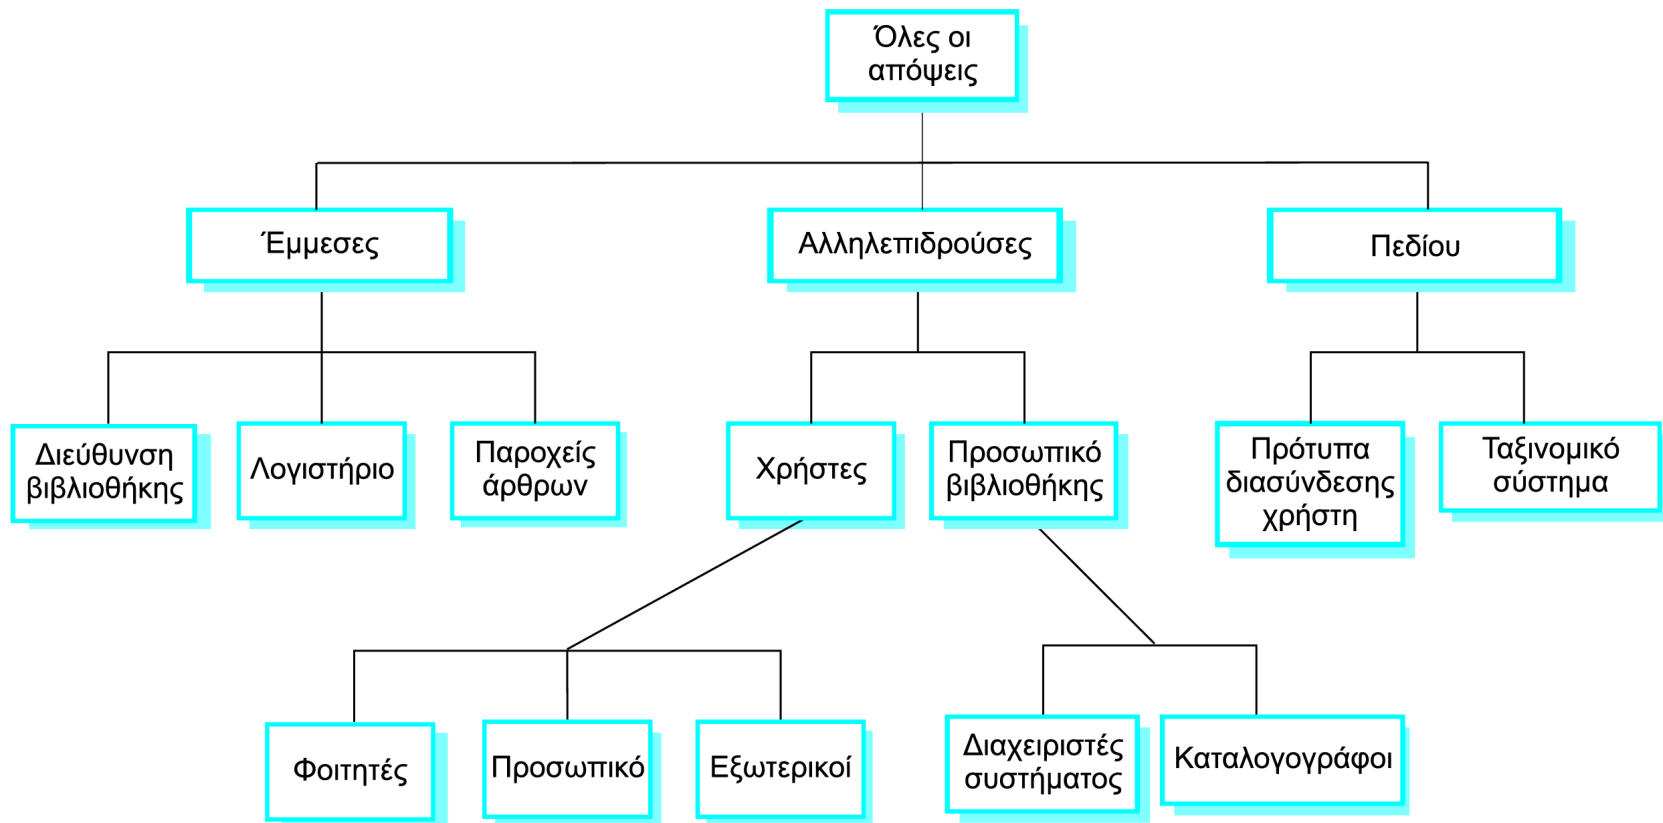 Όλες οι
απόψεις
Έμμεσες
Αλληλεπιδρούσες
Πεδίου
Διεύθυνση
βιβλιοθήκης
Λογιστήριο
Παροχείς
άρθρων
Χρήστες
Προσωπικό
βιβλιοθήκης
Πρότυπα
διασύνδεσης
χρήστη
Ταξινομικό
σύστημα
Φοιτητές
Προσωπικό
Εξωτερικοί
Διαχειριστές
συστήματος
Καταλογογράφοι